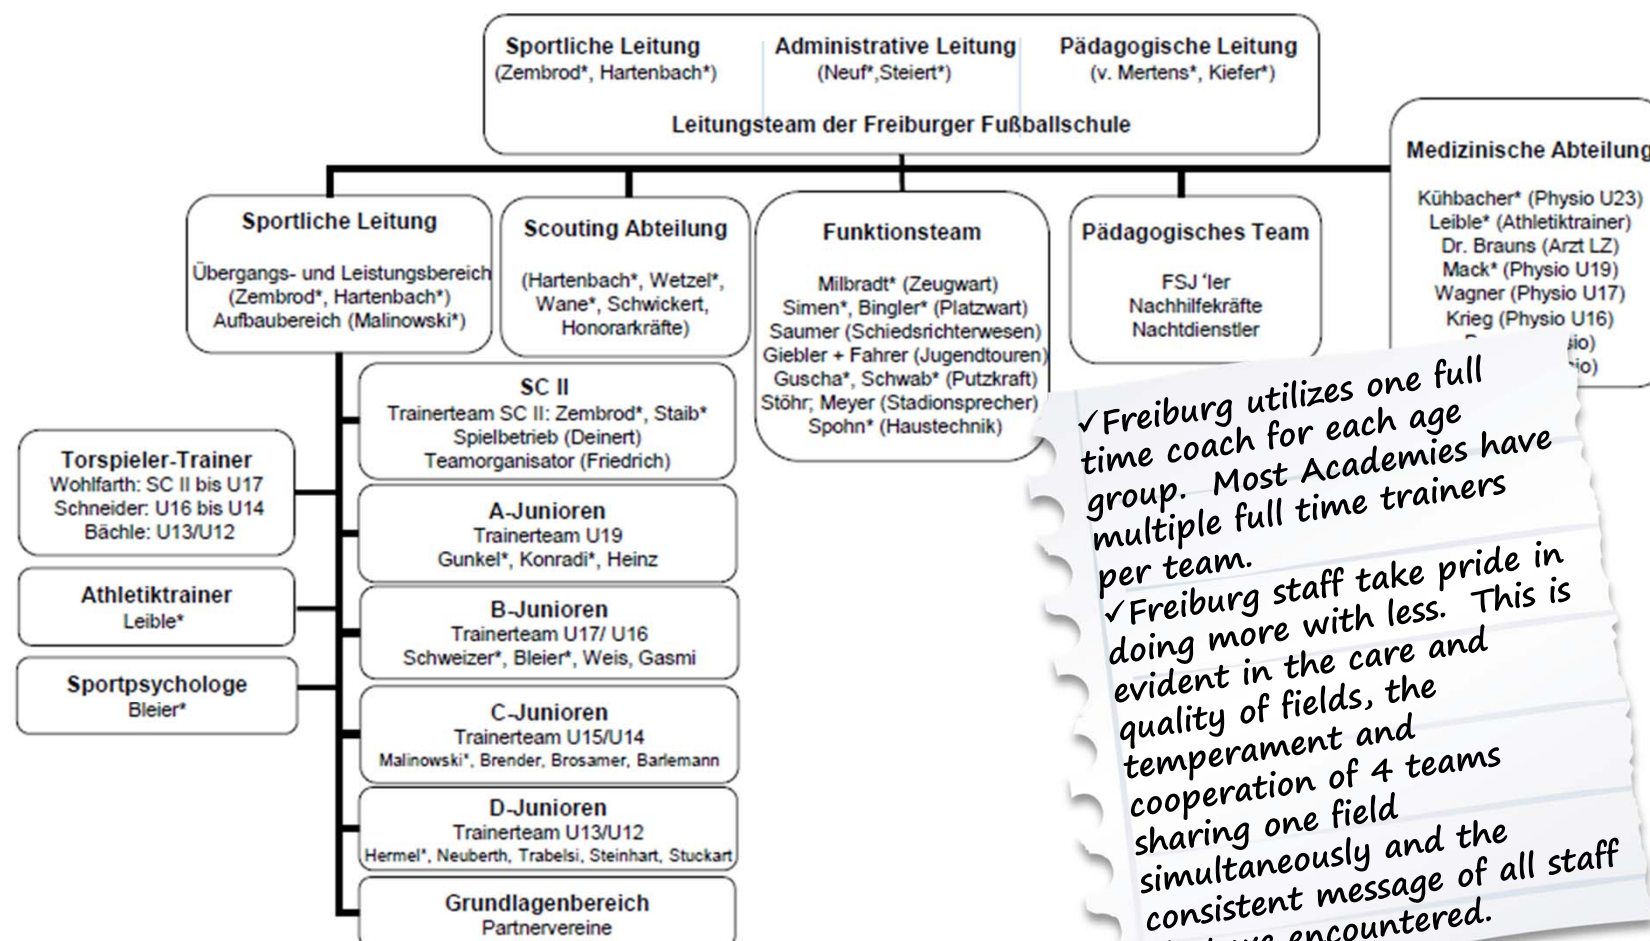 Sportliche Leitung
(Zembrod*, Hartenbach*)
Administrative Leitung
(Neuf*,Steiert*)
Pädagogische Leitung
(v. Mertens*, Kiefer*)
Leitungsteam der Freiburger Fußballschule
Sportliche Leitung
Übergangs- und Leistungsbereich
(Zembrod*, Hartenbach*)
Aufbaubereich (Malinowski*)
Scouting Abteilung
(Hartenbach*, Wetzel*,
Wane*, Schwickert,
Honorarkräfte)
Funktionsteam
Milbradt* (Zeugwart)
Simen*, Bingler* (Platzwart)
Saumer (Schiedsrichterwesen)
Giebler + Fahrer (Jugendtouren)
Guscha*, Schwab* (Putzkraft)
Stöhr; Meyer (Stadionsprecher)
Spohn* (Haustechnik)
Pädagogisches Team
FSJ 'ler
Nachhilfekräfte
Nachtdienstler
Medizinische Abteilung
Kühbacher* (Physio U23)
Leible* (Athletiktrainer)
Dr. Brauns (Arzt LZ)
Mack* (Physio U19)
Wagner (Physio U17)
Krieg (Physio U16)
Torspieler-Trainer
Wohlfarth: SC II bis U17
Schneider: U16 bis U14
Bächle: U13/U12
Athletiktrainer
Leible*
Sportpsychologe
Bleier*
SC II
Trainerteam SC II: Zembrod*, Staib*
Spielbetrieb (Deinert)
Teamorganisator (Friedrich)
A-Junioren
Trainerteam U19
Gunkel*, Konradi*, Heinz
B-Junioren
Trainerteam U17/ U16
Schweizer*, Bleier*, Weis, Gasmi
C-Junioren
Trainerteam U15/U14
Malinowski*, Brender, Brosamer, Barlemann
D-Junioren
Trainerteam U13/U12
Hermel*, Neuberth, Trabelsi, Steinhart, Stuckart
Grundlagenbereich
Partnervereine
✓Freiburg utilizes one full
time coach for each age
group. Most Academies have
multiple full time trainers
per team.
✓Freiburg staff take pride in
doing more with less. This is
evident in the care and
quality of fields, the
temperament and
cooperation of 4 teams
sharing one field
simultaneously and the
consistent message of all staff
encountered.